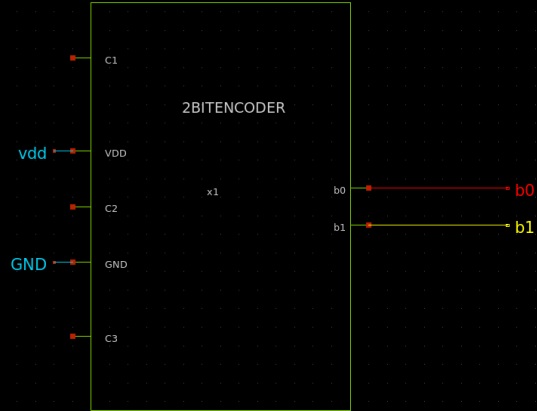 C1
2BITENCODER
vdd
VDD
x1
b0
b0
C2
b1
b1
GND
GND
C3